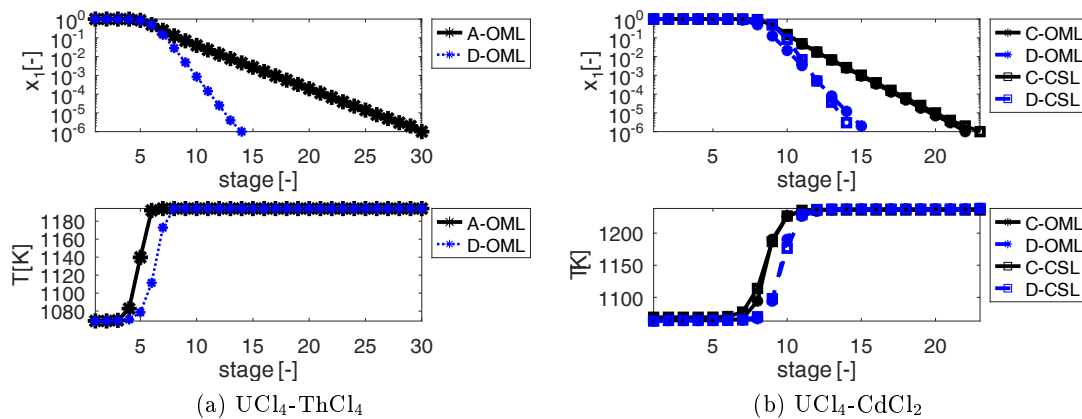 10^0
10^-1
10^-2
10^-3
10^-4
10^-5
10^-6
x_1[-]
5 10 15 20 25 30
stage [-]
A-OML
D-OML
10^0
10^-1
10^-2
10^-3
10^-4
10^-5
10^-6
x_1[-]
5 10 15 20
stage [-]
C-OML
D-OML
C-CSL
D-CSL
1180
1160
1140
1120
1100
1080
T[K]
5 10 15 20 25 30
stage [-]
A-OML
D-OML
1200
1150
1100
T[K]
5 10 15 20
stage [-]
C-OML
D-OML
C-CSL
D-CSL
(a) UCl₄-ThCl₄
(b) UCl₄-CdCl₂